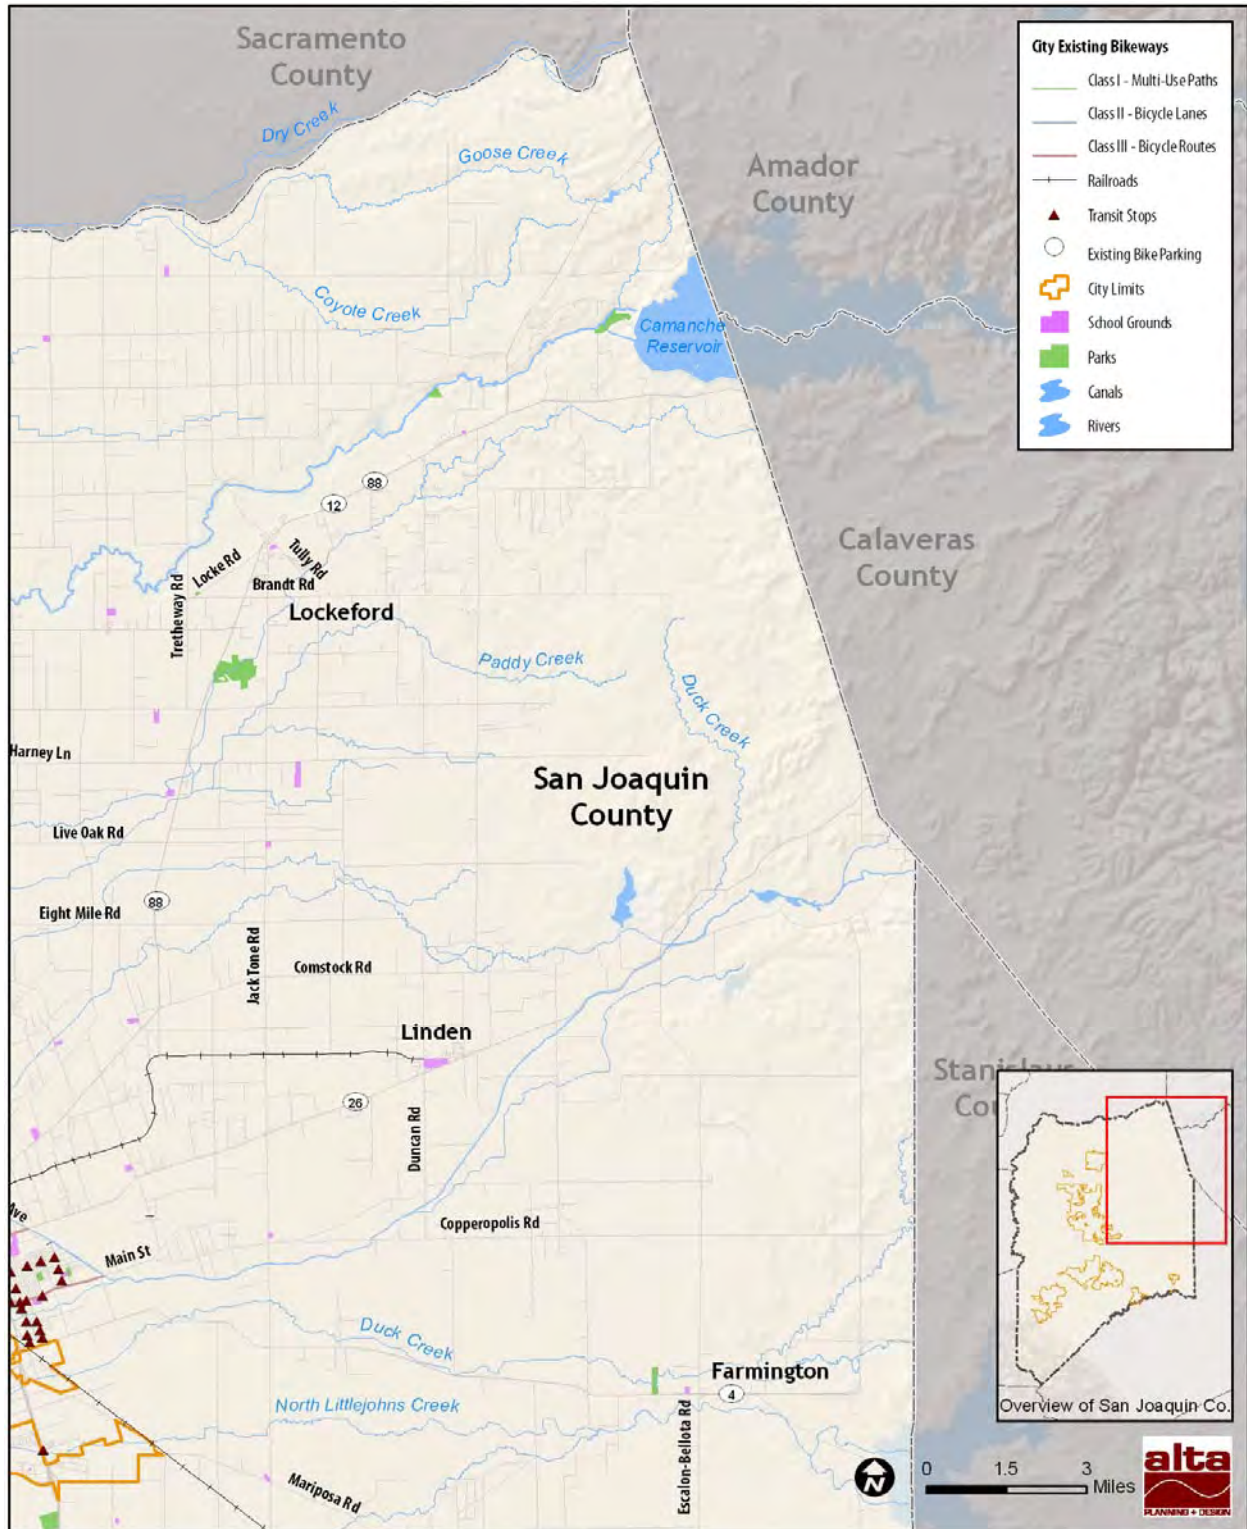 Sacramento
County
Dry Creek
Goose Creek
Amador
County
Coyote Creek
Camanche
Reservoir
City Existing Bikeways
Class I - Multi-Use Paths
Class II - Bicycle Lanes
Class III - Bicycle Routes
Railroads
Transit Stops
Existing Bike Parking
City Limits
School Grounds
Parks
Canals
Rivers
88
12
Calaveras
County
Locke Rd
Tully Rd
Brandt Rd
Tretheway Rd
Lockeford
Paddy Creek
Duck Creek
Harney Ln
San Joaquin
County
Live Oak Rd
88
Eight Mile Rd
Jack Tone Rd
Comstock Rd
Linden
26
Duncan Rd
Stanislaus
Cou
Ave
Main St
Copperopolis Rd
Duck Creek
Farmington
4
North Littlejohns Creek
Escalon-Bellota Rd
Mariposa Rd
Overview of San Joaquin Co.
N
0 1.5 3
Miles
alta
PLANNING + DESIGN